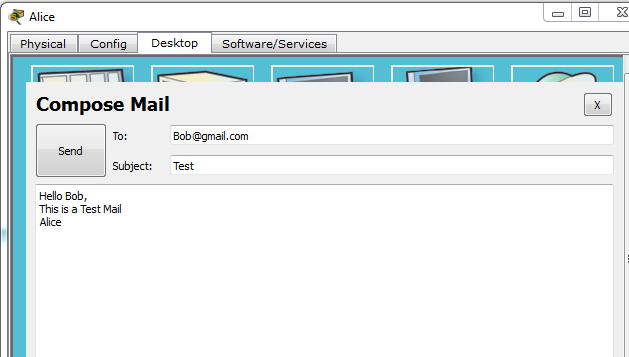 Alice
Physical Config Desktop Software/Services
Compose Mail
X
Send
To: Bob@gmail.com
Subject: Test
Hello Bob,
This is a Test Mail
Alice